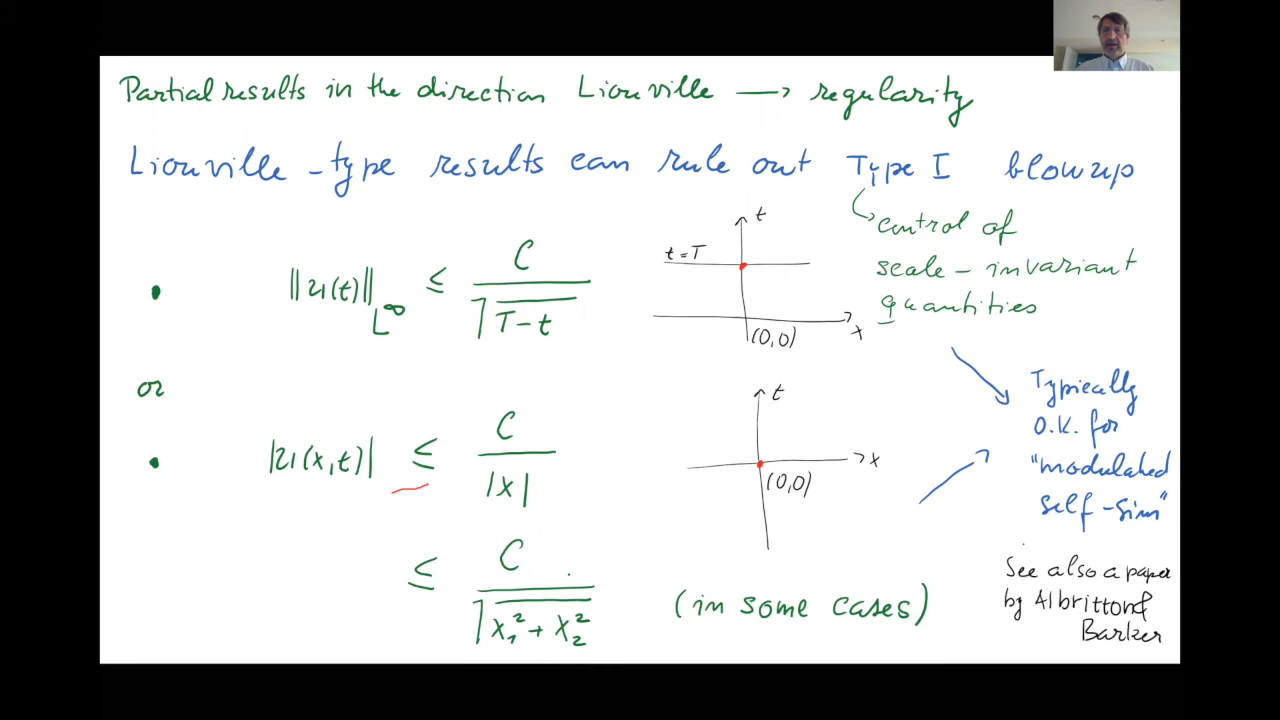 Partial results in the direction Liouville → regularity
Liouville-type results can rule out Type I blowup
control of
scale-invariant
quantities
• ||u(t)||_{L^∞} ≤ C / √(T-t)
t
t=T
(0,0)
x
or
• |u(x,t)| ≤ C / |x|
t
x
(0,0)
≤ C / √(x₁² + x₂²) (in some cases)
Typically
O.K. for
"modulated
self-sim"
See also a paper
by Albritton &
Barker